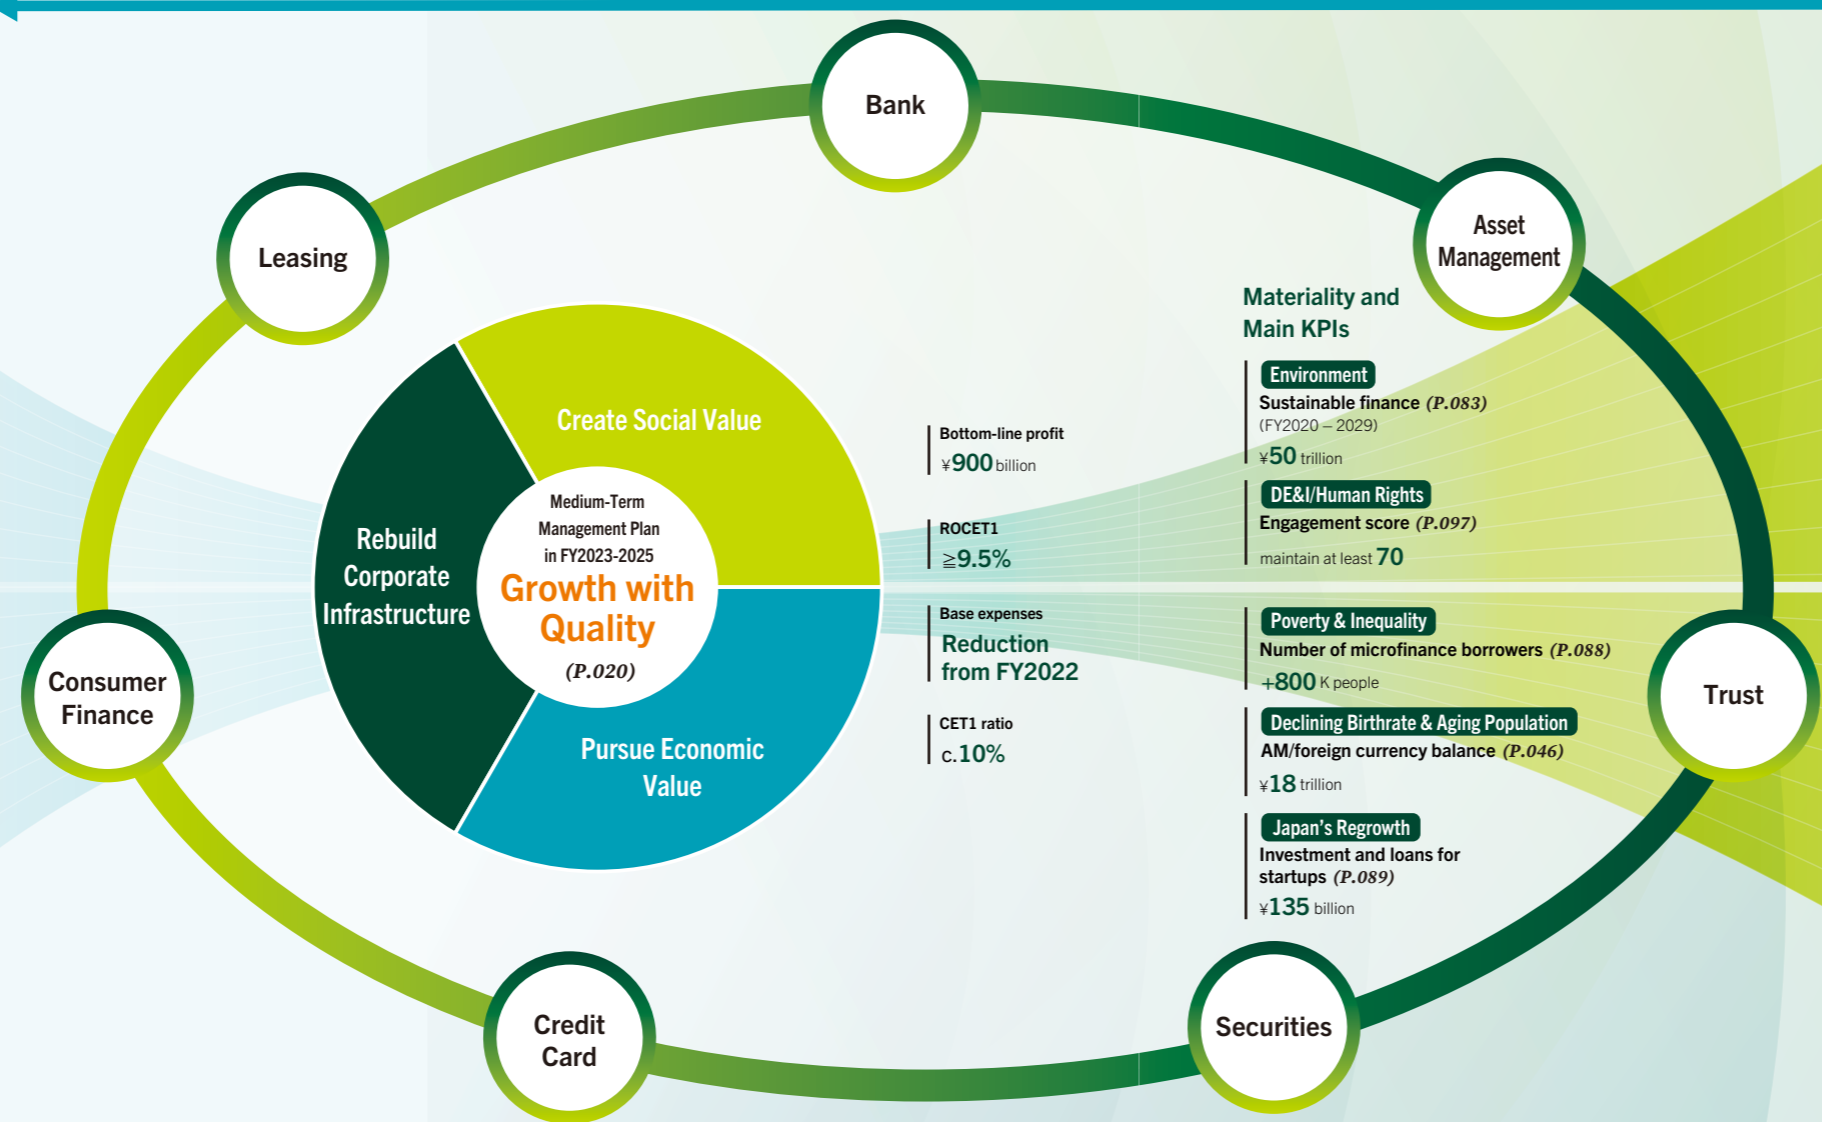 Bank
Leasing
Asset
Management
Consumer
Finance
Trust
Credit
Card
Securities
Create Social Value
Rebuild
Corporate
Infrastructure
Pursue Economic
Value
Medium-Term
Management Plan
in FY2023-2025
Growth with
Quality
(P.020)
Bottom-line profit
¥900 billion
ROCET1
≧9.5%
Base expenses
Reduction
from FY2022
CET1 ratio
c.10%
Materiality and
Main KPIs
Environment
Sustainable finance (P.083)
(FY2020 – 2029)
¥50 trillion
DE&I/Human Rights
Engagement score (P.097)
maintain at least 70
Poverty & Inequality
Number of microfinance borrowers (P.088)
+800 K people
Declining Birthrate & Aging Population
AM/foreign currency balance (P.046)
¥18 trillion
Japan’s Regrowth
Investment and loans for
startups (P.089)
¥135 billion